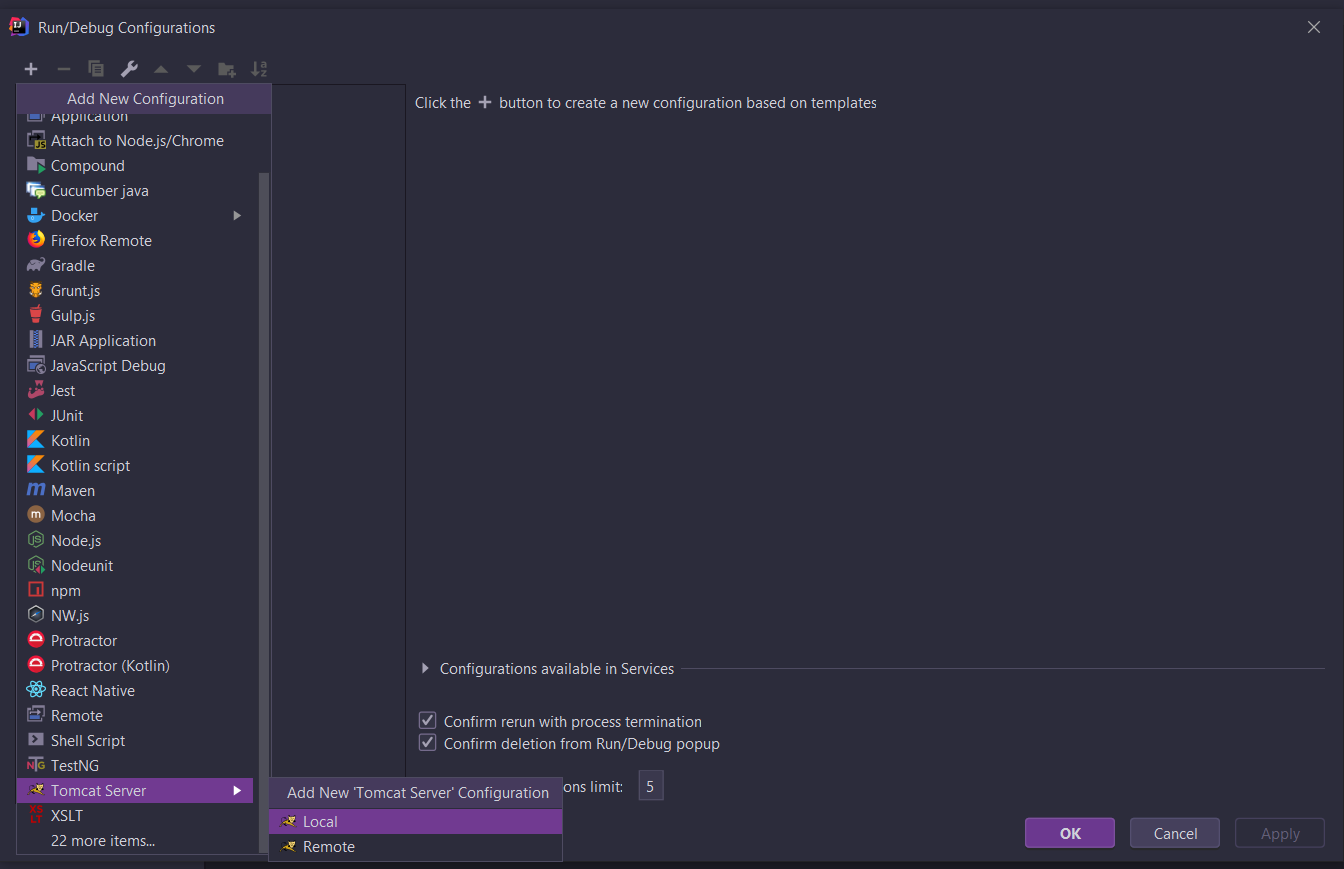 Run/Debug Configurations
Add New Configuration
Application
Attach to Node.js/Chrome
Compound
Cucumber java
Docker
Firefox Remote
Gradle
Grunt.js
Gulp.js
JAR Application
JavaScript Debug
Jest
JUnit
Kotlin
Kotlin script
Maven
Mocha
Node.js
Nodeunit
npm
NW.js
Protractor
Protractor (Kotlin)
React Native
Remote
Shell Script
TestNG
Tomcat Server
XSLT
22 more items...
Add New 'Tomcat Server' Configuration
Local
Remote
Click the + button to create a new configuration based on templates
Configurations available in Services
Confirm rerun with process termination
Confirm deletion from Run/Debug popup
ons limit: 5
OK Cancel Apply